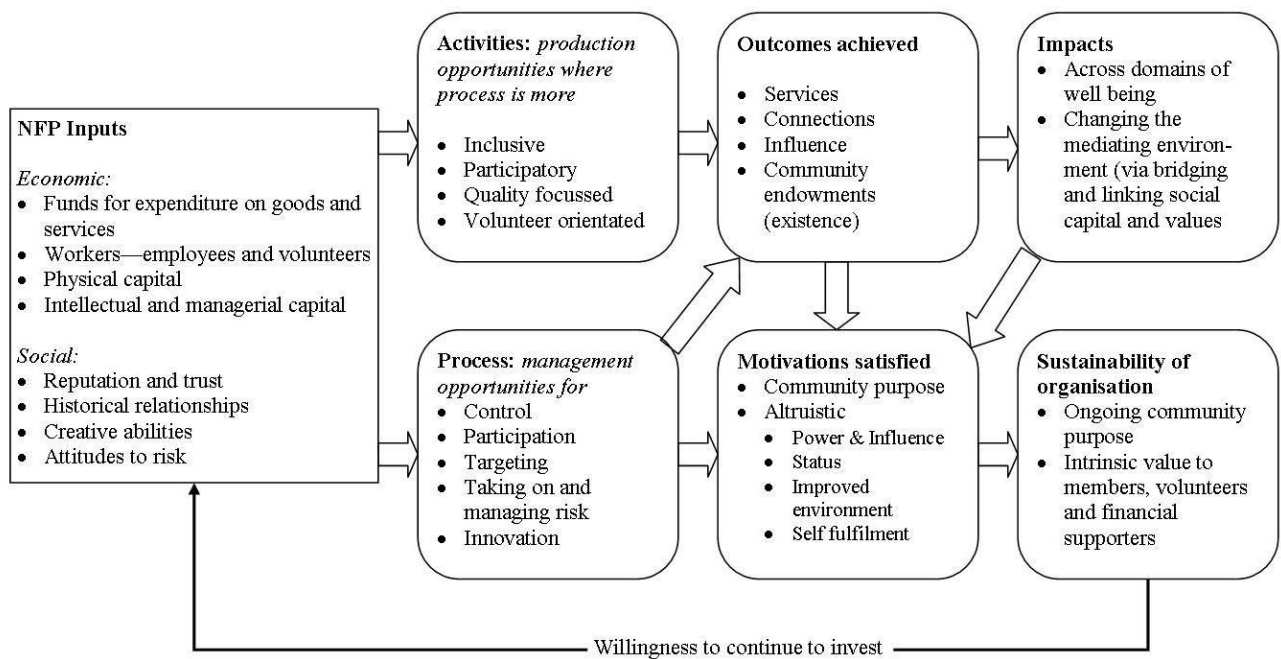 NFP Inputs
Economic:
• Funds for expenditure on goods and
services
• Workers—employees and volunteers
• Physical capital
• Intellectual and managerial capital
Social:
• Reputation and trust
• Historical relationships
• Creative abilities
• Attitudes to risk
Activities: production
opportunities where
process is more
• Inclusive
• Participatory
• Quality focussed
• Volunteer orientated
Outcomes achieved
• Services
• Connections
• Influence
• Community
endowments
(existence)
Impacts
• Across domains of
well being
• Changing the
mediating environ-
ment (via bridging
and linking social
capital and values
Process: management
opportunities for
• Control
• Participation
• Targeting
• Taking on and
managing risk
• Innovation
Motivations satisfied
• Community purpose
• Altruistic
• Power & Influence
• Status
• Improved
environment
• Self fulfilment
Sustainability of
organisation
• Ongoing community
purpose
• Intrinsic value to
members, volunteers
and financial
supporters
Willingness to continue to invest